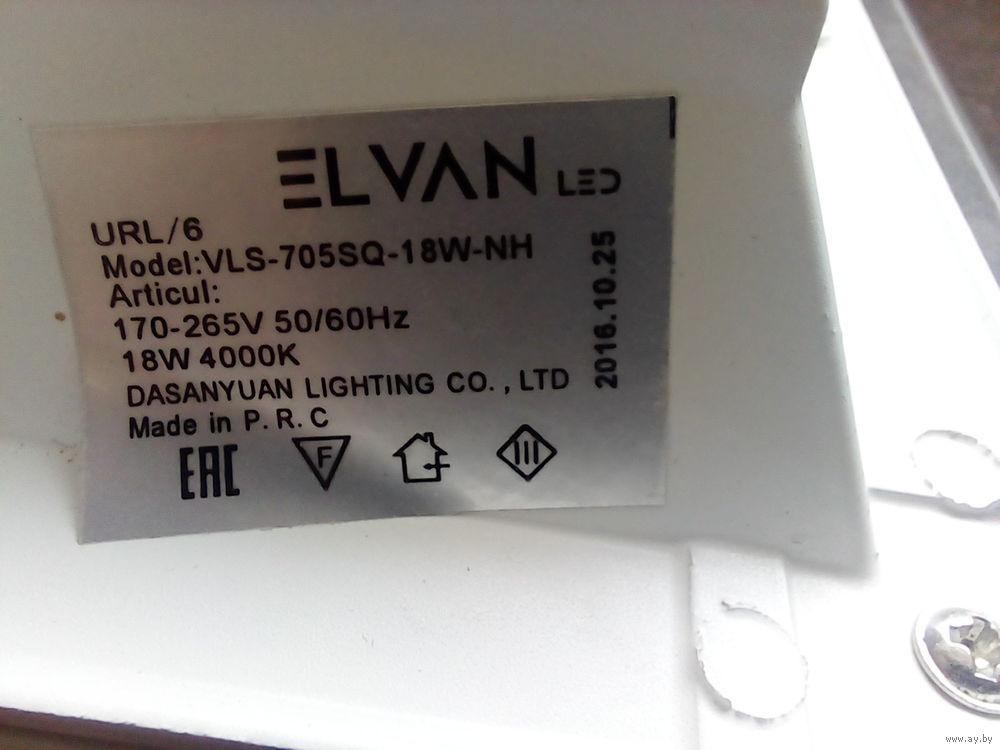 ELVAN LED
URL/6
Model:VLS-705SQ-18W-NH
Articul:
170-265V 50/60Hz
18W 4000K
DASANYUAN LIGHTING CO. , LTD
Made in P. R. C
2016.10.25
EAC
F
www.ay.by